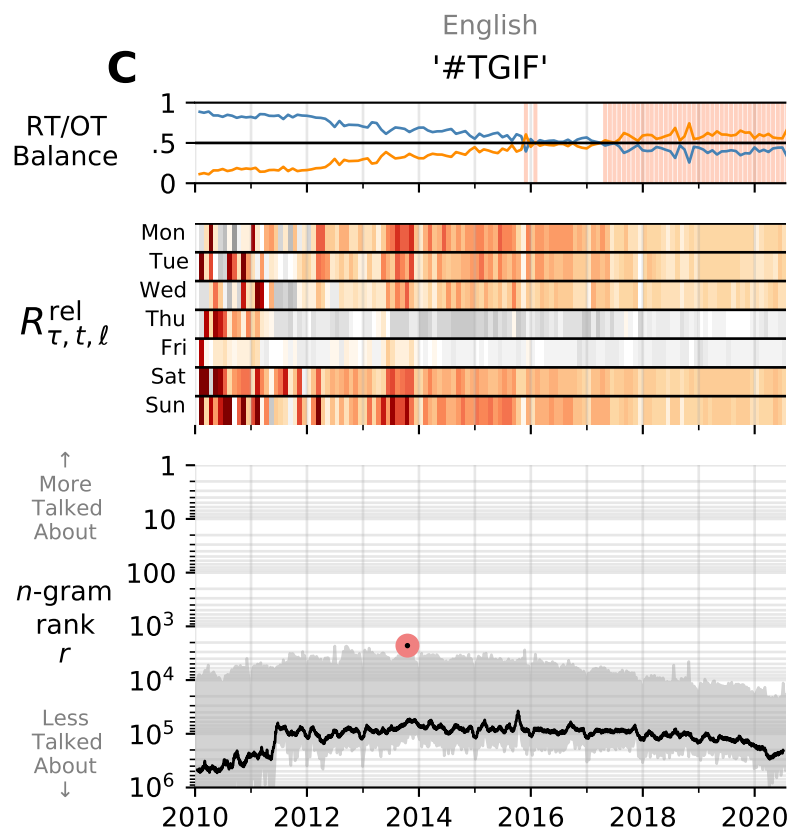 English
C
'#TGIF'
RT/OT
Balance
1
.5
0
Mon
Tue
Wed
Thu
Fri
Sat
Sun
R^rel_τ, t, ℓ
↑
More
Talked
About
n-gram
rank
r
Less
Talked
About
↓
1
10
100
10³
10⁴
10⁵
10⁶
2010 2012 2014 2016 2018 2020